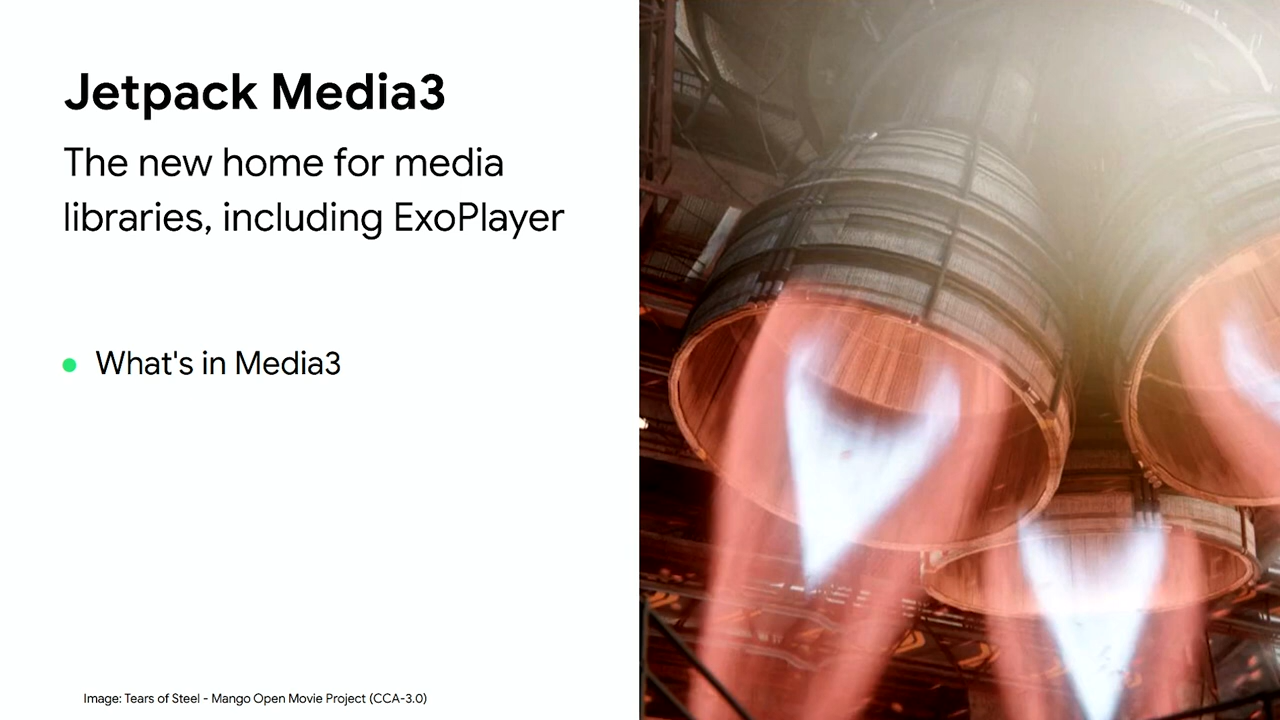 Jetpack Media3
The new home for media
libraries, including ExoPlayer
What's in Media3
Image: Tears of Steel - Mango Open Movie Project (CCA-3.0)